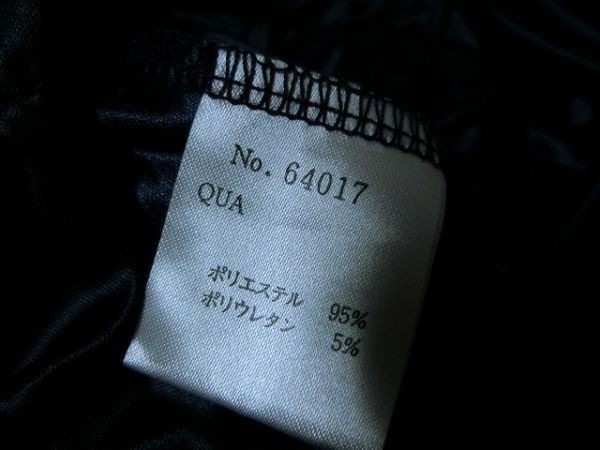 No. 64017
QUA
ポリエステル 95%
ポリウレタン 5%